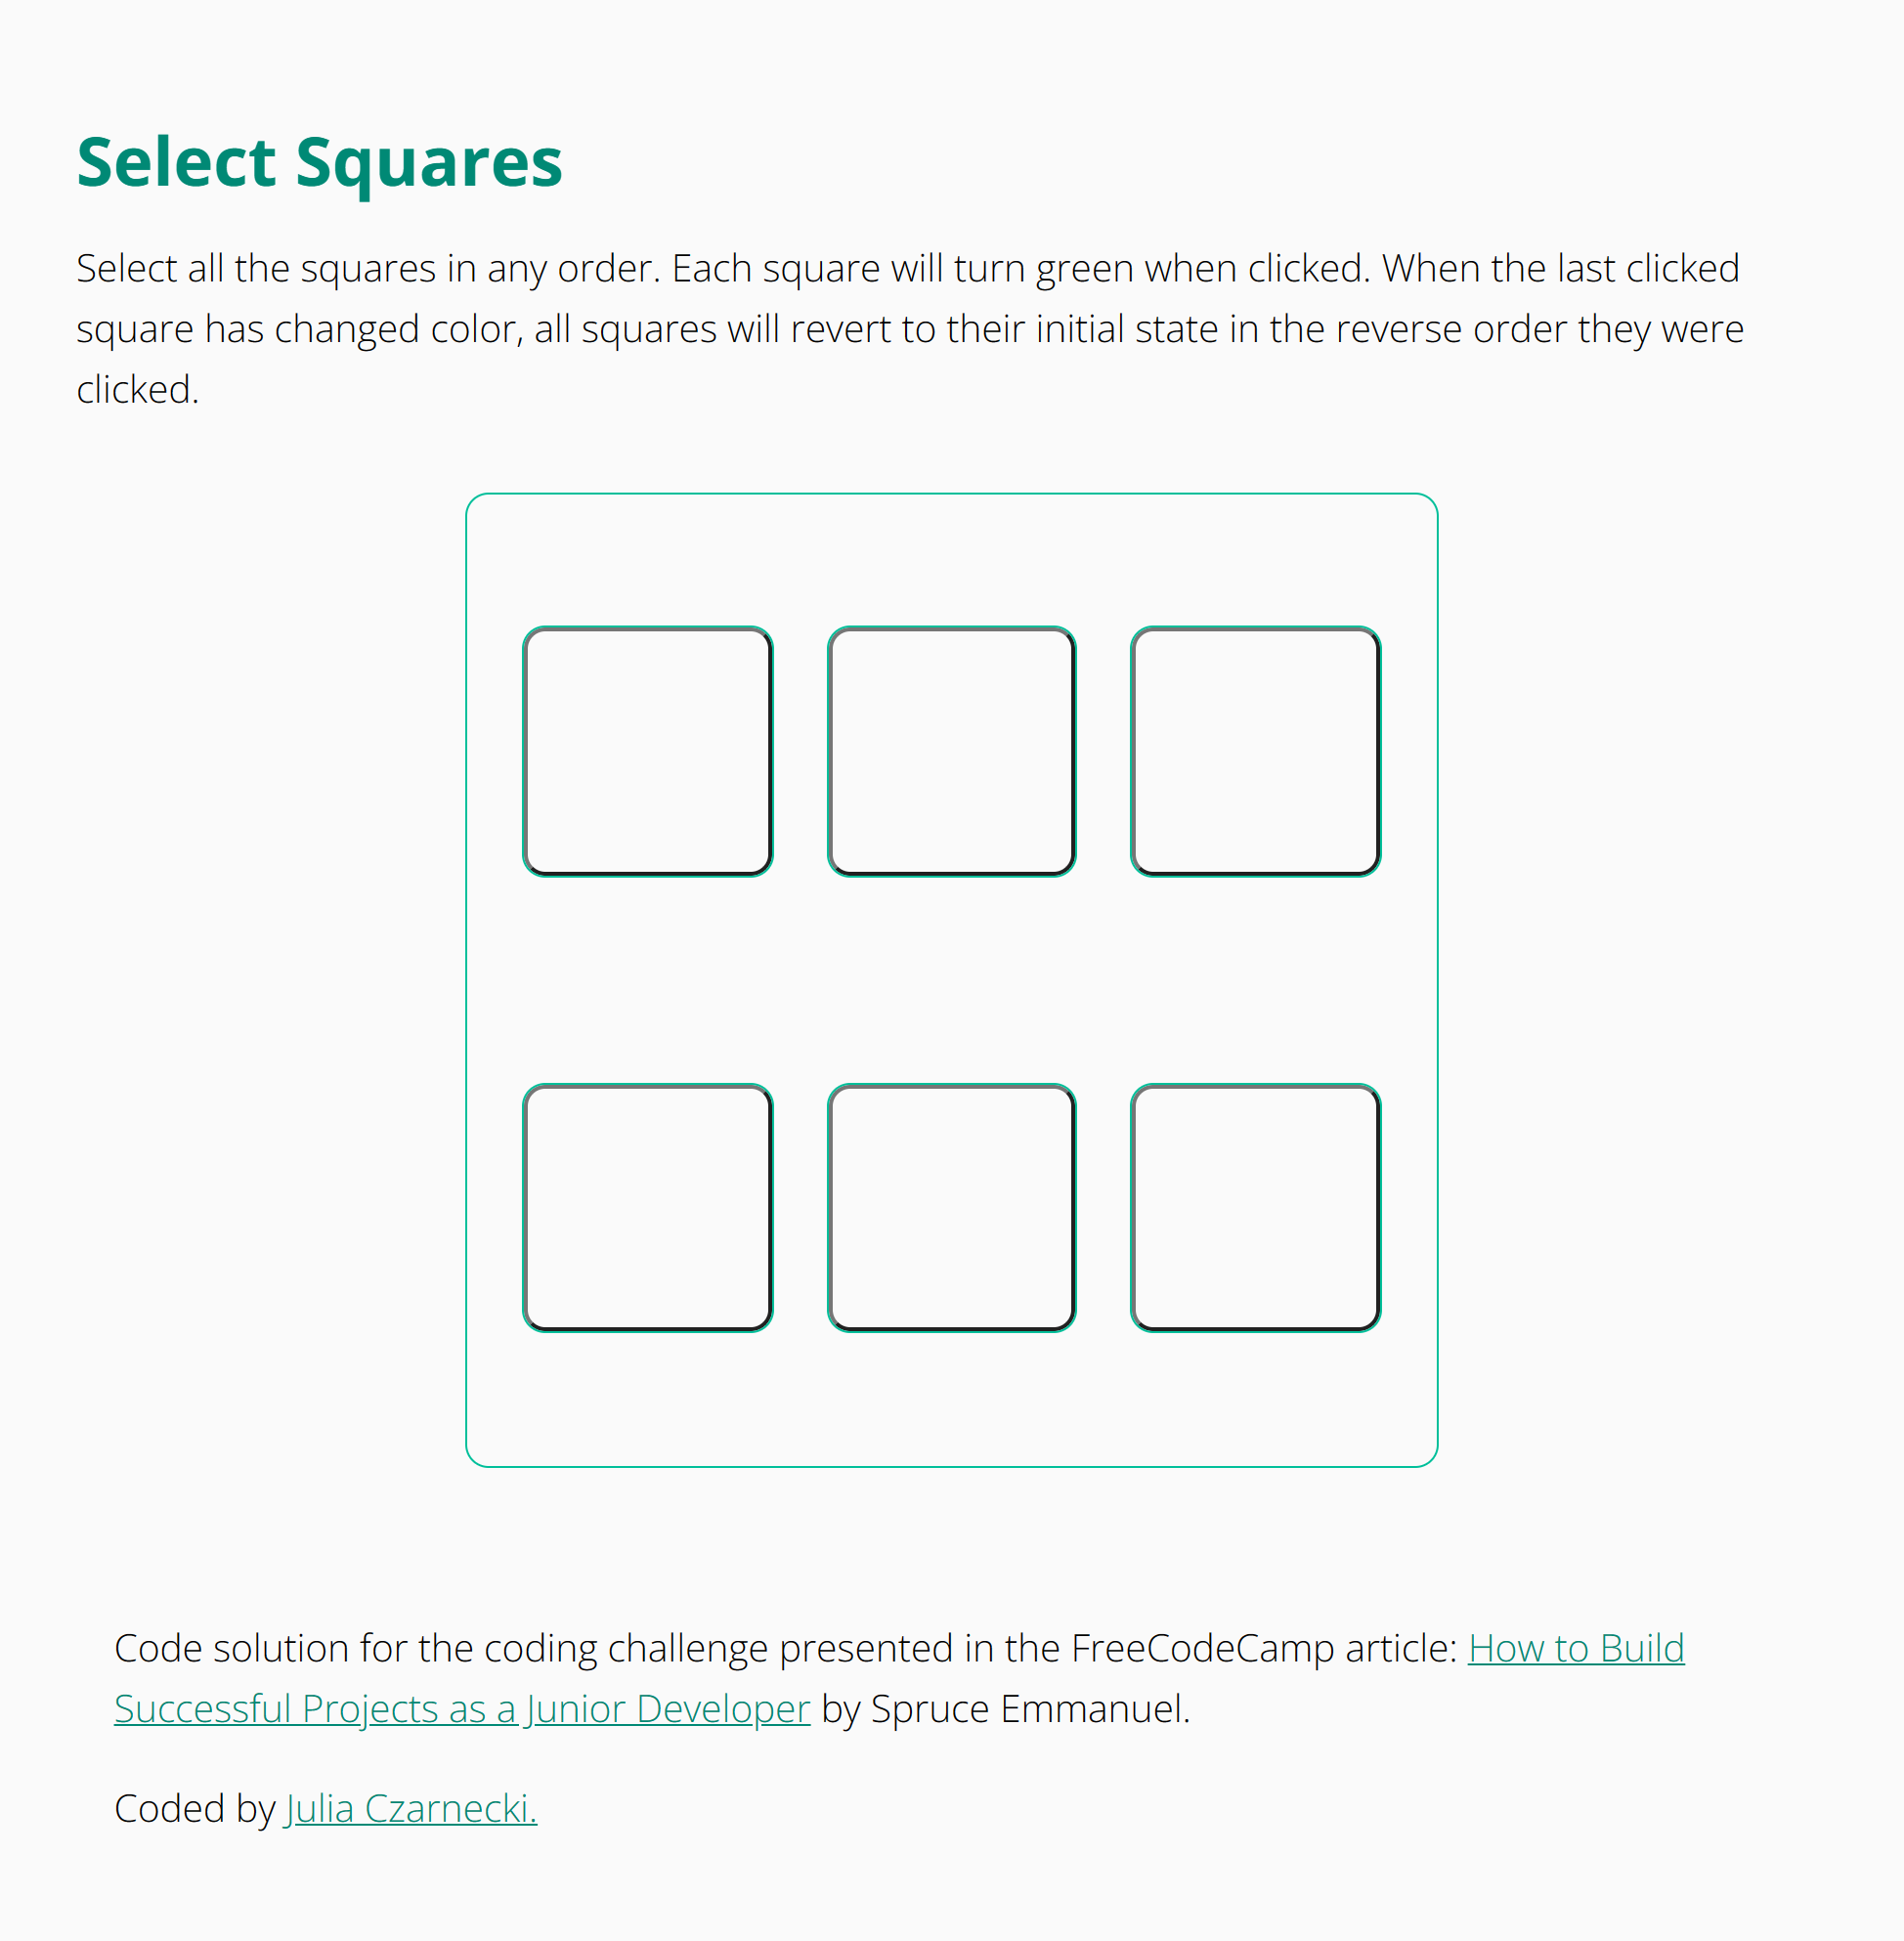 Select Squares
Select all the squares in any order. Each square will turn green when clicked. When the last clicked
square has changed color, all squares will revert to their initial state in the reverse order they were
clicked.
Code solution for the coding challenge presented in the FreeCodeCamp article: How to Build
Successful Projects as a Junior Developer by Spruce Emmanuel.
Coded by Julia Czarnecki.